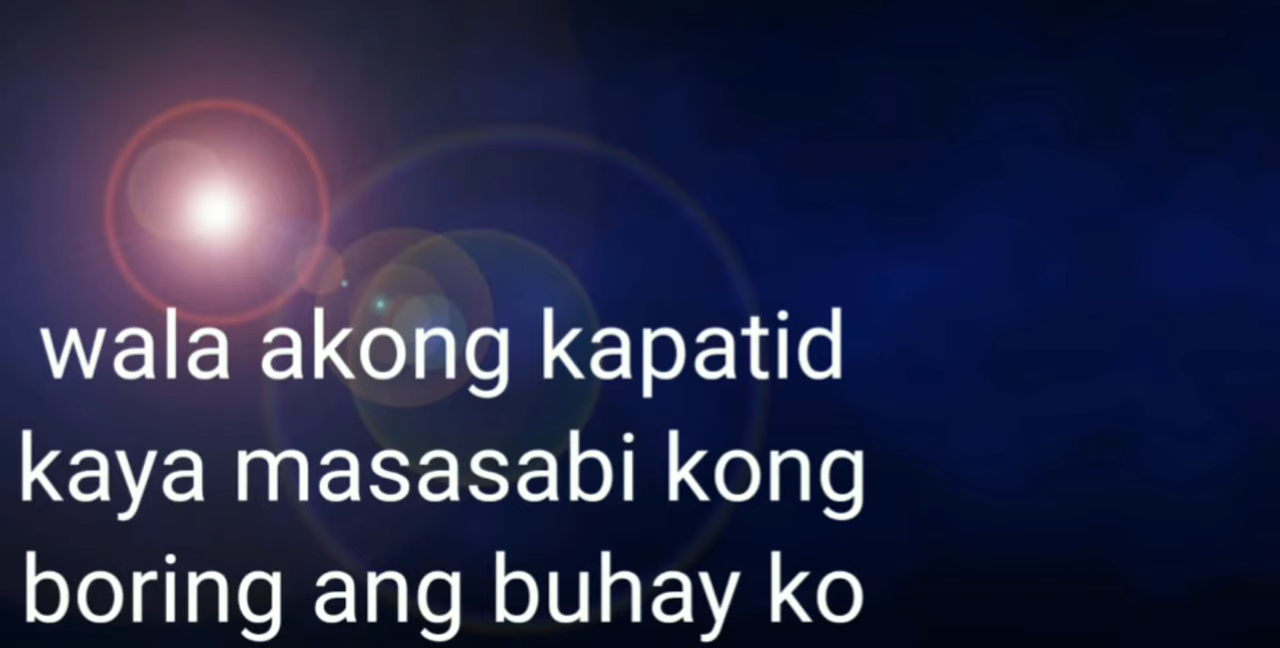 wala akong kapatid
kaya masasabi kong
boring ang buhay ko